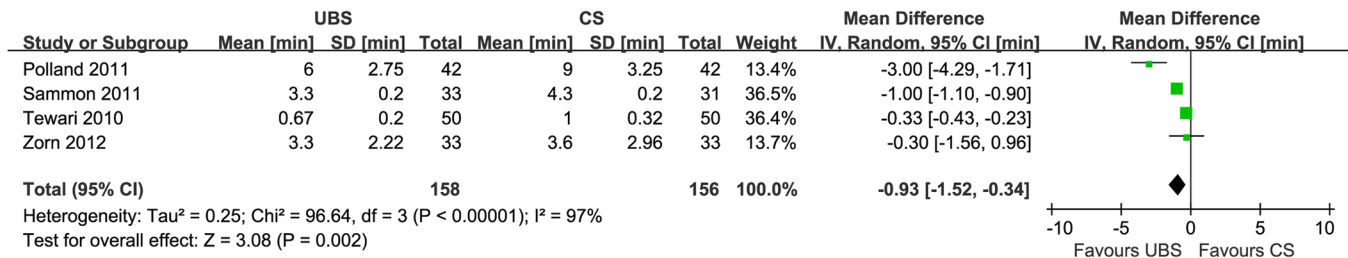 UBS CS Mean Difference Mean Difference
Study or Subgroup Mean [min] SD [min] Total Mean [min] SD [min] Total Weight IV, Random, 95% CI [min] IV, Random, 95% CI [min]
Polland 2011 6 2.75 42 9 3.25 42 13.4% -3.00 [-4.29, -1.71]
Sammon 2011 3.3 0.2 33 4.3 0.2 31 36.5% -1.00 [-1.10, -0.90]
Tewari 2010 0.67 0.2 50 1 0.32 50 36.4% -0.33 [-0.43, -0.23]
Zorn 2012 3.3 2.22 33 3.6 2.96 33 13.7% -0.30 [-1.56, 0.96]
Total (95% CI) 158 156 100.0% -0.93 [-1.52, -0.34]
Heterogeneity: Tau² = 0.25; Chi² = 96.64, df = 3 (P < 0.00001); I² = 97%
Test for overall effect: Z = 3.08 (P = 0.002)
-10 -5 0 5 10
Favours UBS Favours CS